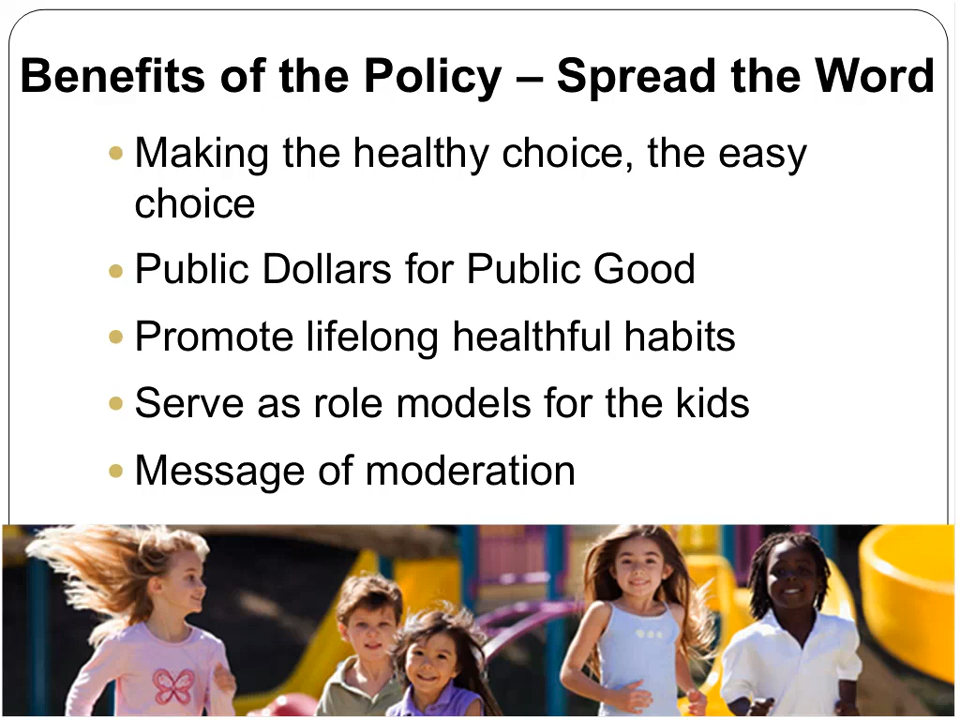 Benefits of the Policy – Spread the Word
Making the healthy choice, the easy
choice
Public Dollars for Public Good
Promote lifelong healthful habits
Serve as role models for the kids
Message of moderation